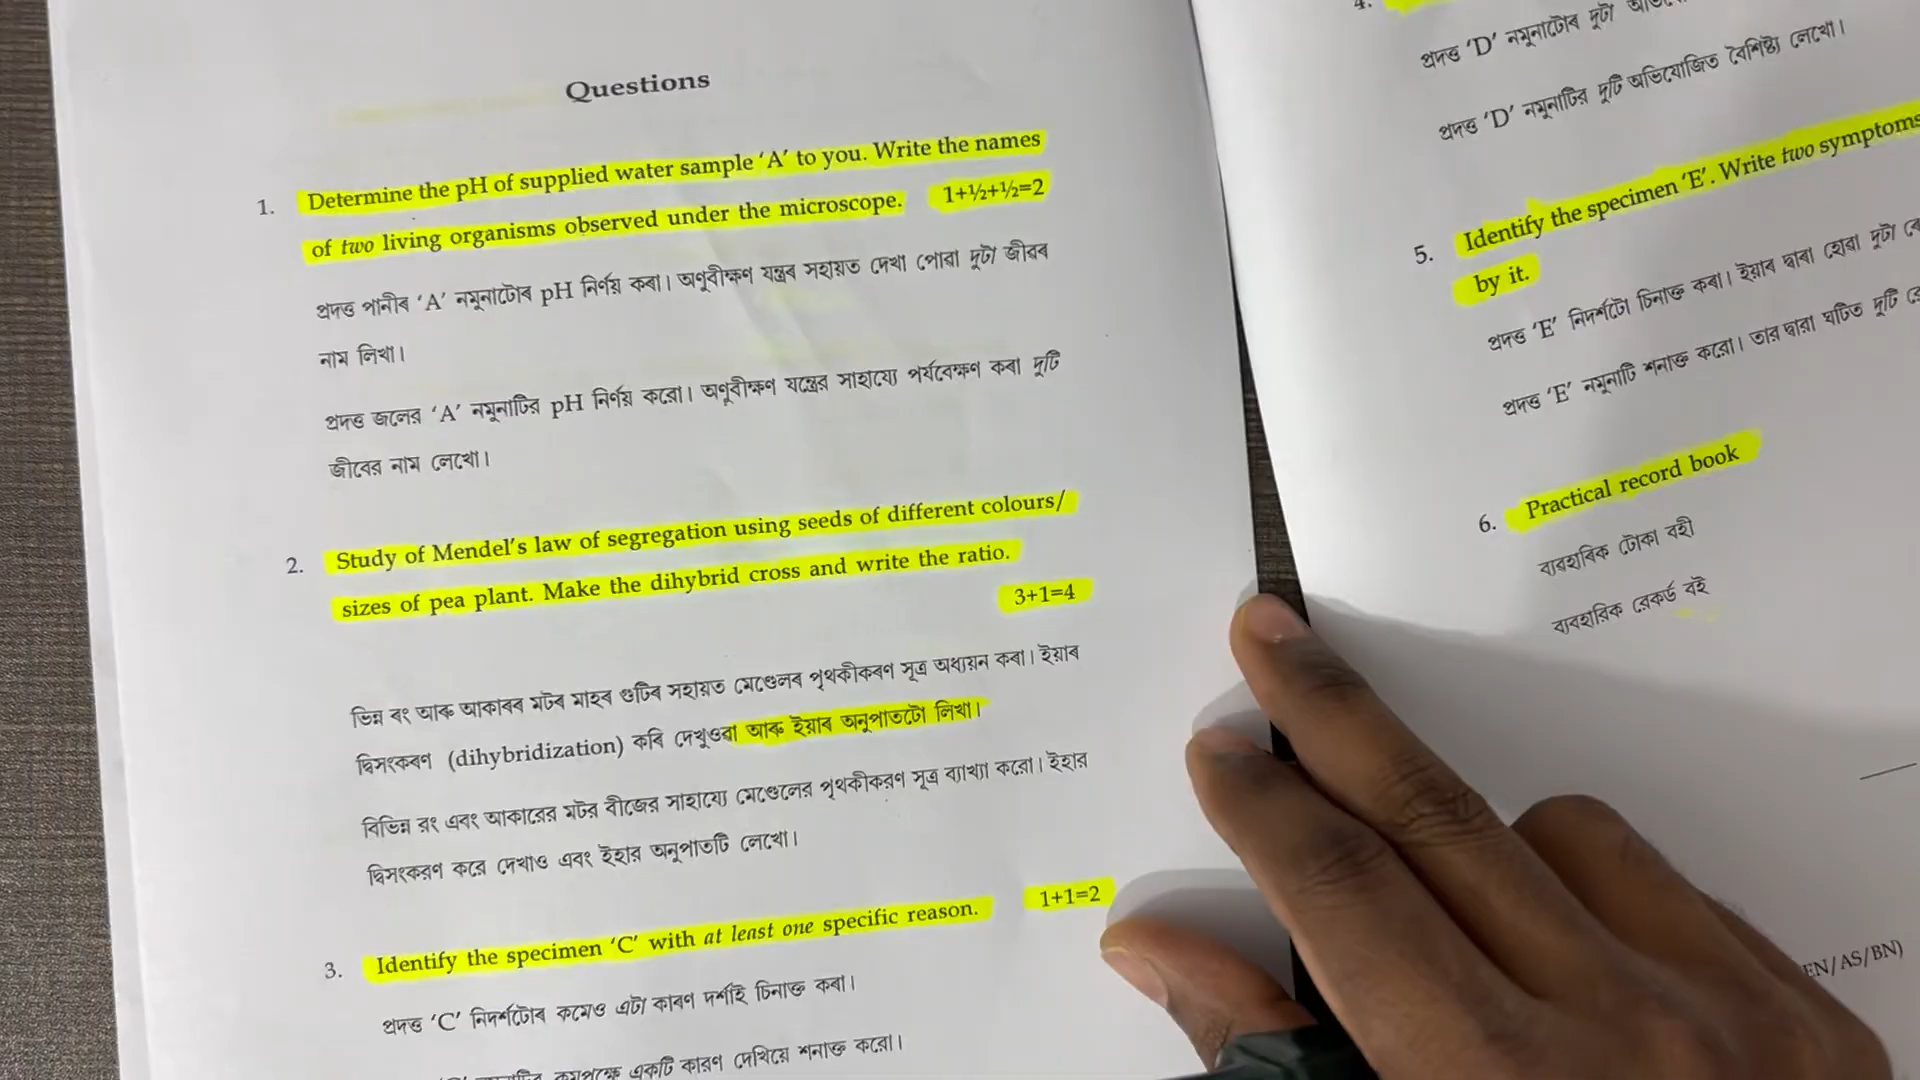 Questions
1. Determine the pH of supplied water sample ‘A’ to you. Write the names
of two living organisms observed under the microscope. 1+½+½=2
প্রদত্ত পানীৰ ‘A’ নমুনাটোৰ pH নিৰ্ণয় কৰা। অণুবীক্ষণ যন্ত্ৰৰ সহায়ত দেখা পোৱা দুটা জীৱৰ
নাম লিখা।
প্রদত্ত জলের ‘A’ নমুনাটির pH নির্ণয় করো। অণুবীক্ষণ যন্ত্রের সাহায্যে পর্যবেক্ষণ কৰা দুটি
জীবের নাম লেখো।
2. Study of Mendel’s law of segregation using seeds of different colours/
sizes of pea plant. Make the dihybrid cross and write the ratio.
3+1=4
ভিন্ন ৰং আৰু আকাৰৰ মটৰ মাহৰ গুটিৰ সহায়ত মেণ্ডেলৰ পৃথকীকৰণ সূত্ৰ অধ্যয়ন কৰা। ইয়াৰ
দ্বিসংকৰণ (dihybridization) কৰি দেখুওৱা আৰু ইয়াৰ অনুপাতটো লিখা।
বিভিন্ন রং এবং আকারের মটর বীজের সাহায্যে মেণ্ডেলের পৃথকীকরণ সূত্র ব্যাখ্যা করো। ইহার
দ্বিসংকরণ করে দেখাও এবং ইহার অনুপাতটি লেখো।
3. Identify the specimen ‘C’ with at least one specific reason. 1+1=2
প্রদত্ত ‘C’ নিদৰ্শটোৰ কমেও এটা কাৰণ দৰ্শাই চিনাক্ত কৰা।
কমপক্ষে একটি কারণ দেখিয়ে শনাক্ত করো।
4.
প্রদত্ত ‘D’ নমুনাটোৰ দুটা
প্রদত্ত ‘D’ নমুনাটির দুটি অভিযোজিত বৈশিষ্ট্য লেখো।
5. Identify the specimen ‘E’. Write two symptoms
by it.
প্রদত্ত ‘E’ নিদৰ্শটো চিনাক্ত কৰা। ইয়াৰ দ্বাৰা হোৱা দুটা
প্রদত্ত ‘E’ নমুনাটি শনাক্ত করো। তার দ্বারা ঘটিত দুটি
6. Practical record book
ব্যৱহাৰিক টোকা বহী
ব্যবহারিক রেকর্ড বই
EN/AS/BN)